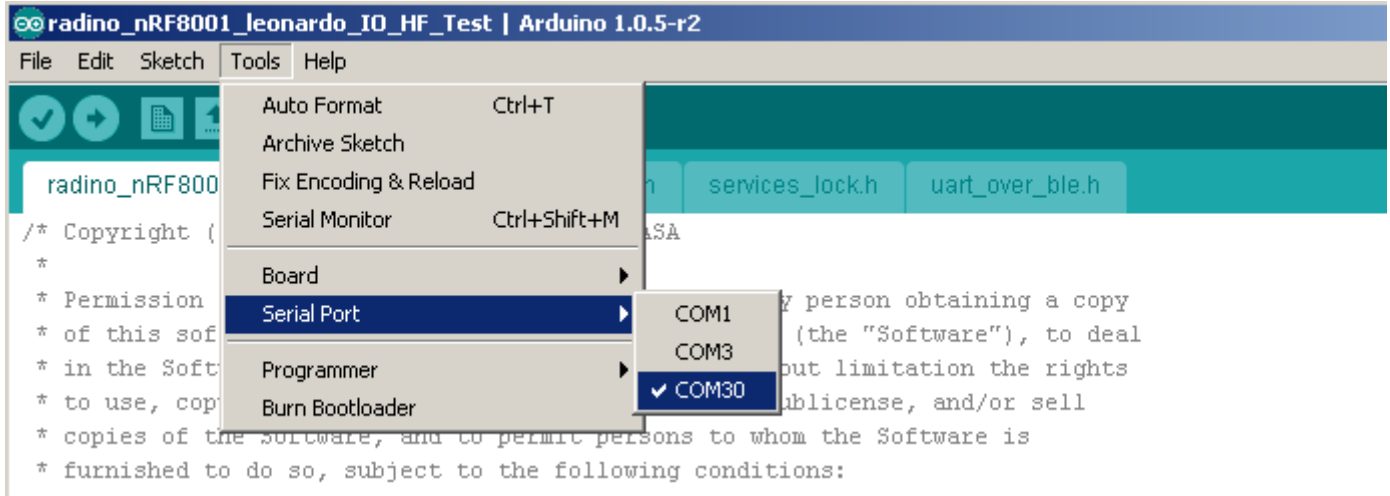 radino_nRF8001_leonardo_IO_HF_Test | Arduino 1.0.5-r2
File Edit Sketch Tools Help
Auto Format Ctrl+T
Archive Sketch
Fix Encoding & Reload
Serial Monitor Ctrl+Shift+M
Board
Serial Port
Programmer
Burn Bootloader
COM1
COM3
COM30
radino_nRF800 services_lock.h uart_over_ble.h
/* Copyright ( ASA
*
* Permission person obtaining a copy
* of this sof (the "Software"), to deal
* in the Soft out limitation the rights
* to use, cop ublicense, and/or sell
* copies of the Software, and to permit persons to whom the Software is
* furnished to do so, subject to the following conditions: